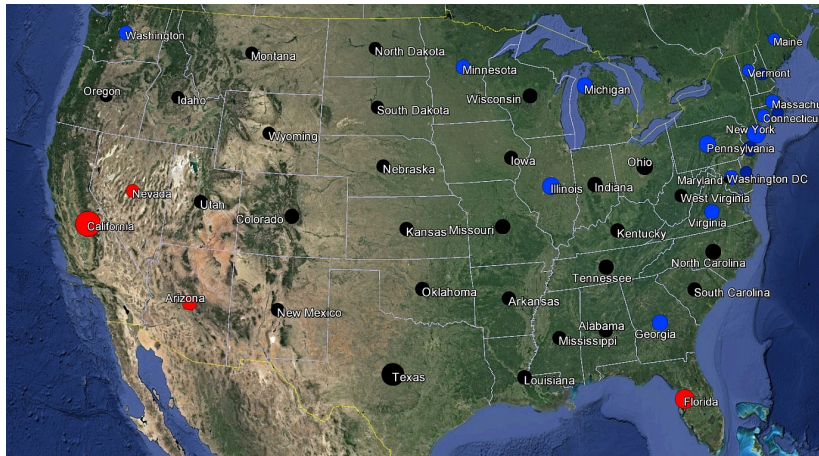 Washington
Montana
North Dakota
Minnesota
Maine
Oregon
Idaho
South Dakota
Wisconsin
Michigan
Vermont
Massachu
Connecticut
Wyoming
New York
Nebraska
Iowa
Ohio
Pennsylvania
Nevada
Utah
Colorado
Illinois
Indiana
Maryland
Washington DC
West Virginia
California
Kansas
Missouri
Kentucky
Virginia
Arizona
New Mexico
Oklahoma
Arkansas
Tennessee
North Carolina
South Carolina
Alabama
Mississippi
Georgia
Texas
Louisiana
Florida